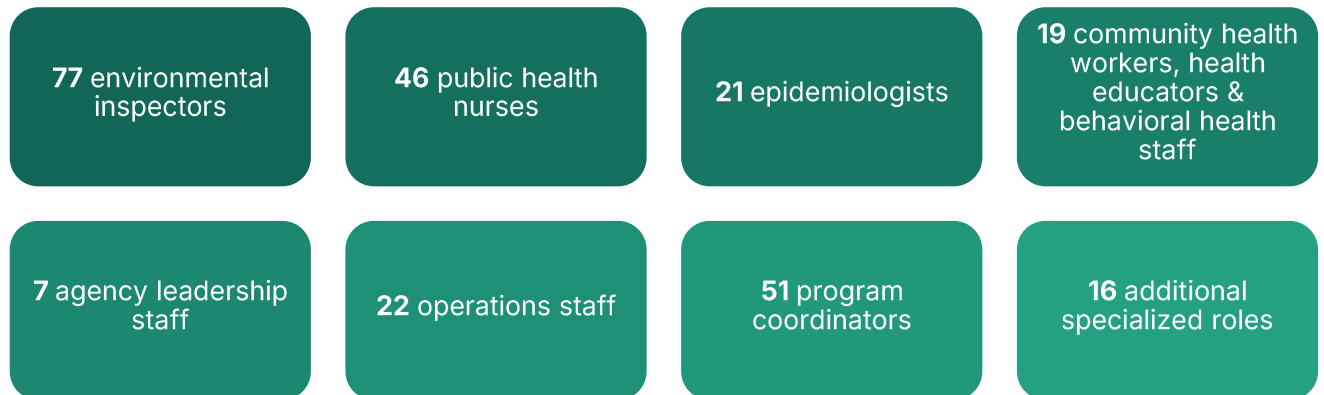 77 environmental
inspectors
46 public health
nurses
21 epidemiologists
19 community health
workers, health
educators &
behavioral health
staff
7 agency leadership
staff
22 operations staff
51 program
coordinators
16 additional
specialized roles